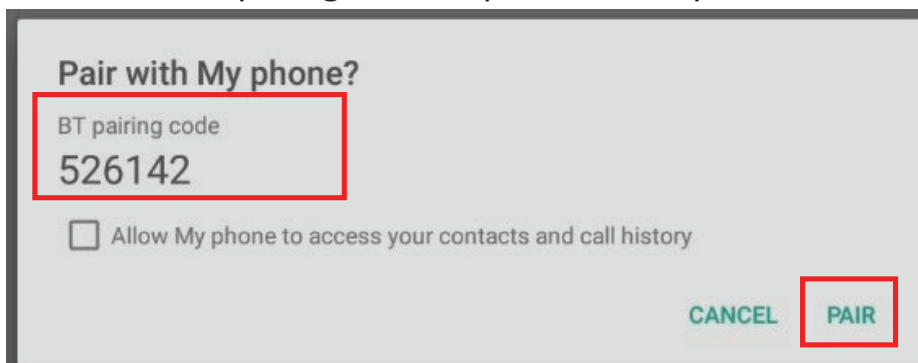 Pair with My phone?
BT pairing code
526142
Allow My phone to access your contacts and call history
CANCEL PAIR